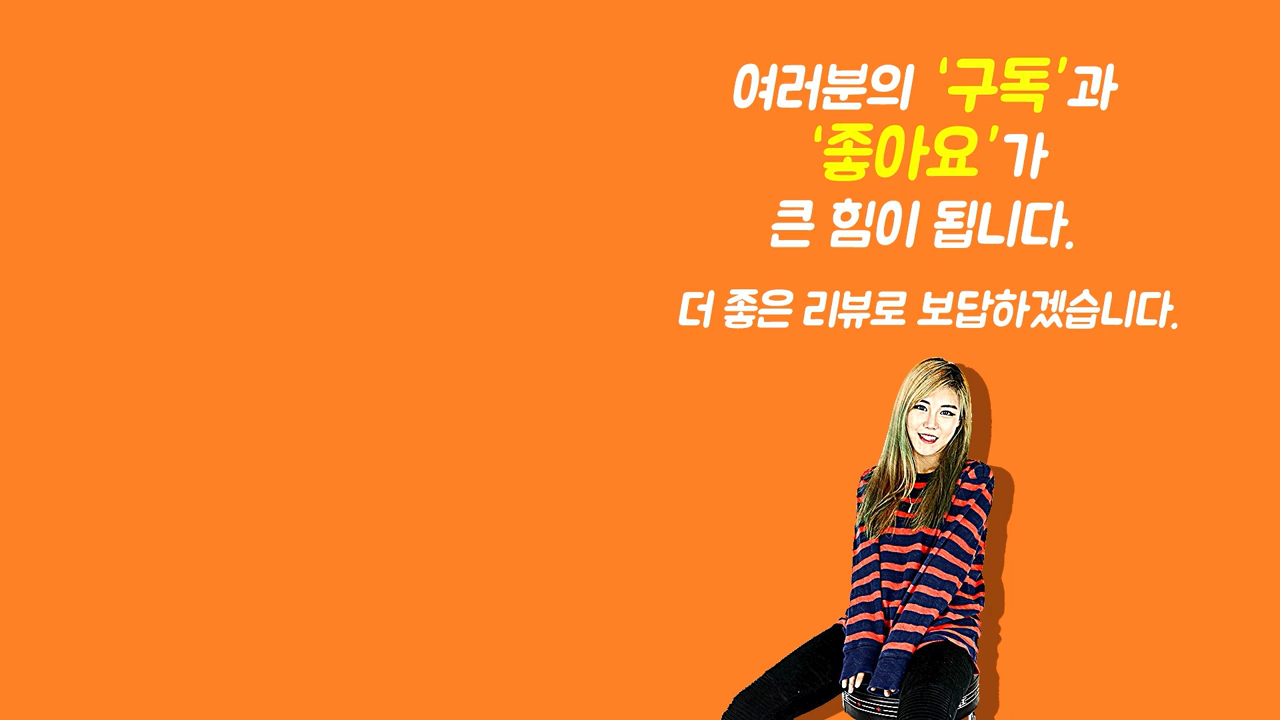 여러분의 '구독'과
'좋아요'가
큰 힘이 됩니다.
더 좋은 리뷰로 보답하겠습니다.